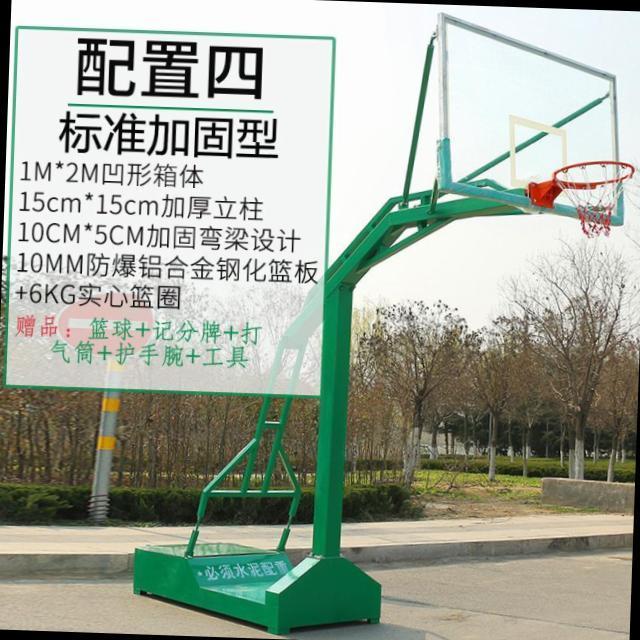 配置四
标准加固型
1M*2M凹形箱体
15cm*15cm加厚立柱
10CM*5CM加固弯梁设计
10MM防爆铝合金钢化篮板
+6KG实心篮圈
赠品：篮球+记分牌+打
气筒+护手腕+工具
*必须水泥配重